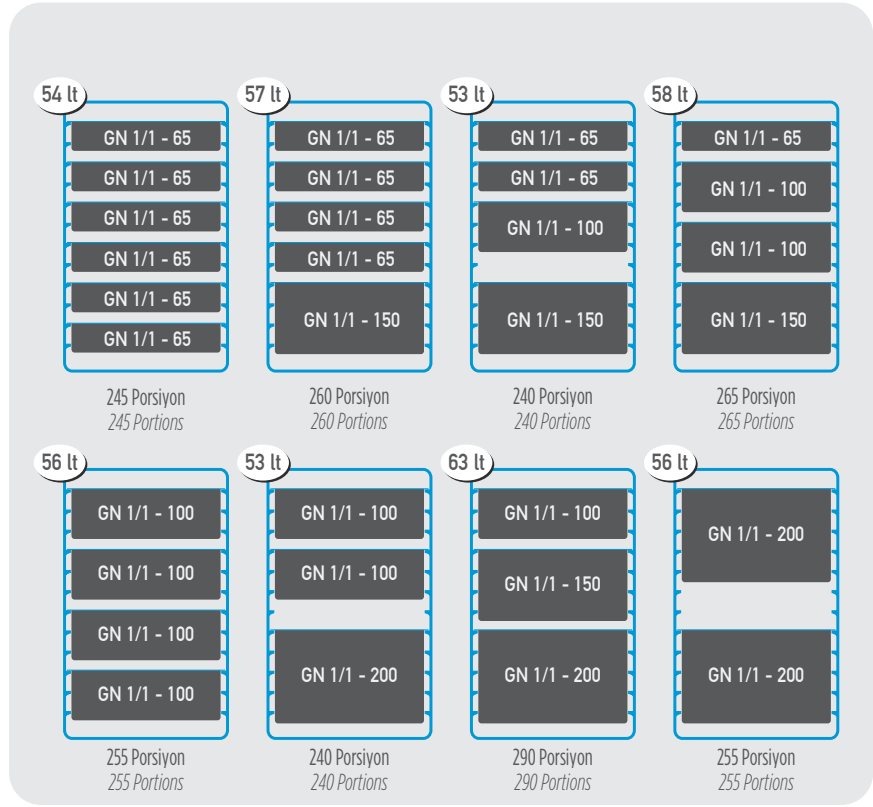 54 lt
GN 1/1 - 65
GN 1/1 - 65
GN 1/1 - 65
GN 1/1 - 65
GN 1/1 - 65
GN 1/1 - 65
245 Porsiyon
245 Portions
57 lt
GN 1/1 - 65
GN 1/1 - 65
GN 1/1 - 65
GN 1/1 - 65
GN 1/1 - 150
260 Porsiyon
260 Portions
53 lt
GN 1/1 - 65
GN 1/1 - 65
GN 1/1 - 100
GN 1/1 - 150
240 Porsiyon
240 Portions
58 lt
GN 1/1 - 65
GN 1/1 - 100
GN 1/1 - 100
GN 1/1 - 150
265 Porsiyon
265 Portions
56 lt
GN 1/1 - 100
GN 1/1 - 100
GN 1/1 - 100
GN 1/1 - 100
255 Porsiyon
255 Portions
53 lt
GN 1/1 - 100
GN 1/1 - 100
GN 1/1 - 200
240 Porsiyon
240 Portions
63 lt
GN 1/1 - 100
GN 1/1 - 150
GN 1/1 - 200
290 Porsiyon
290 Portions
56 lt
GN 1/1 - 200
GN 1/1 - 200
255 Porsiyon
255 Portions